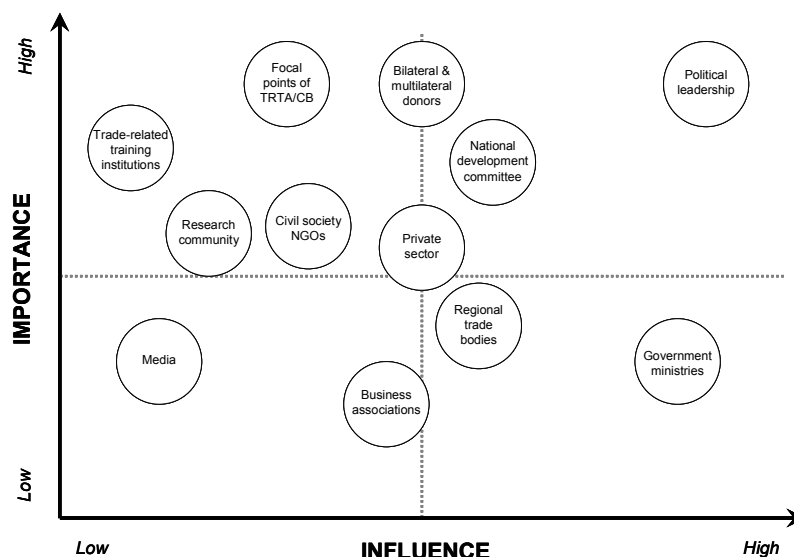 High
Focal
points of
TRTA/CB
Bilateral &
multilateral
donors
Political
leadership
Trade-related
training
institutions
National
development
committee
Research
community
Civil society
NGOs
Private
sector
IMPORTANCE
Regional
trade
bodies
Media
Government
ministries
Business
associations
Low
Low
INFLUENCE
High